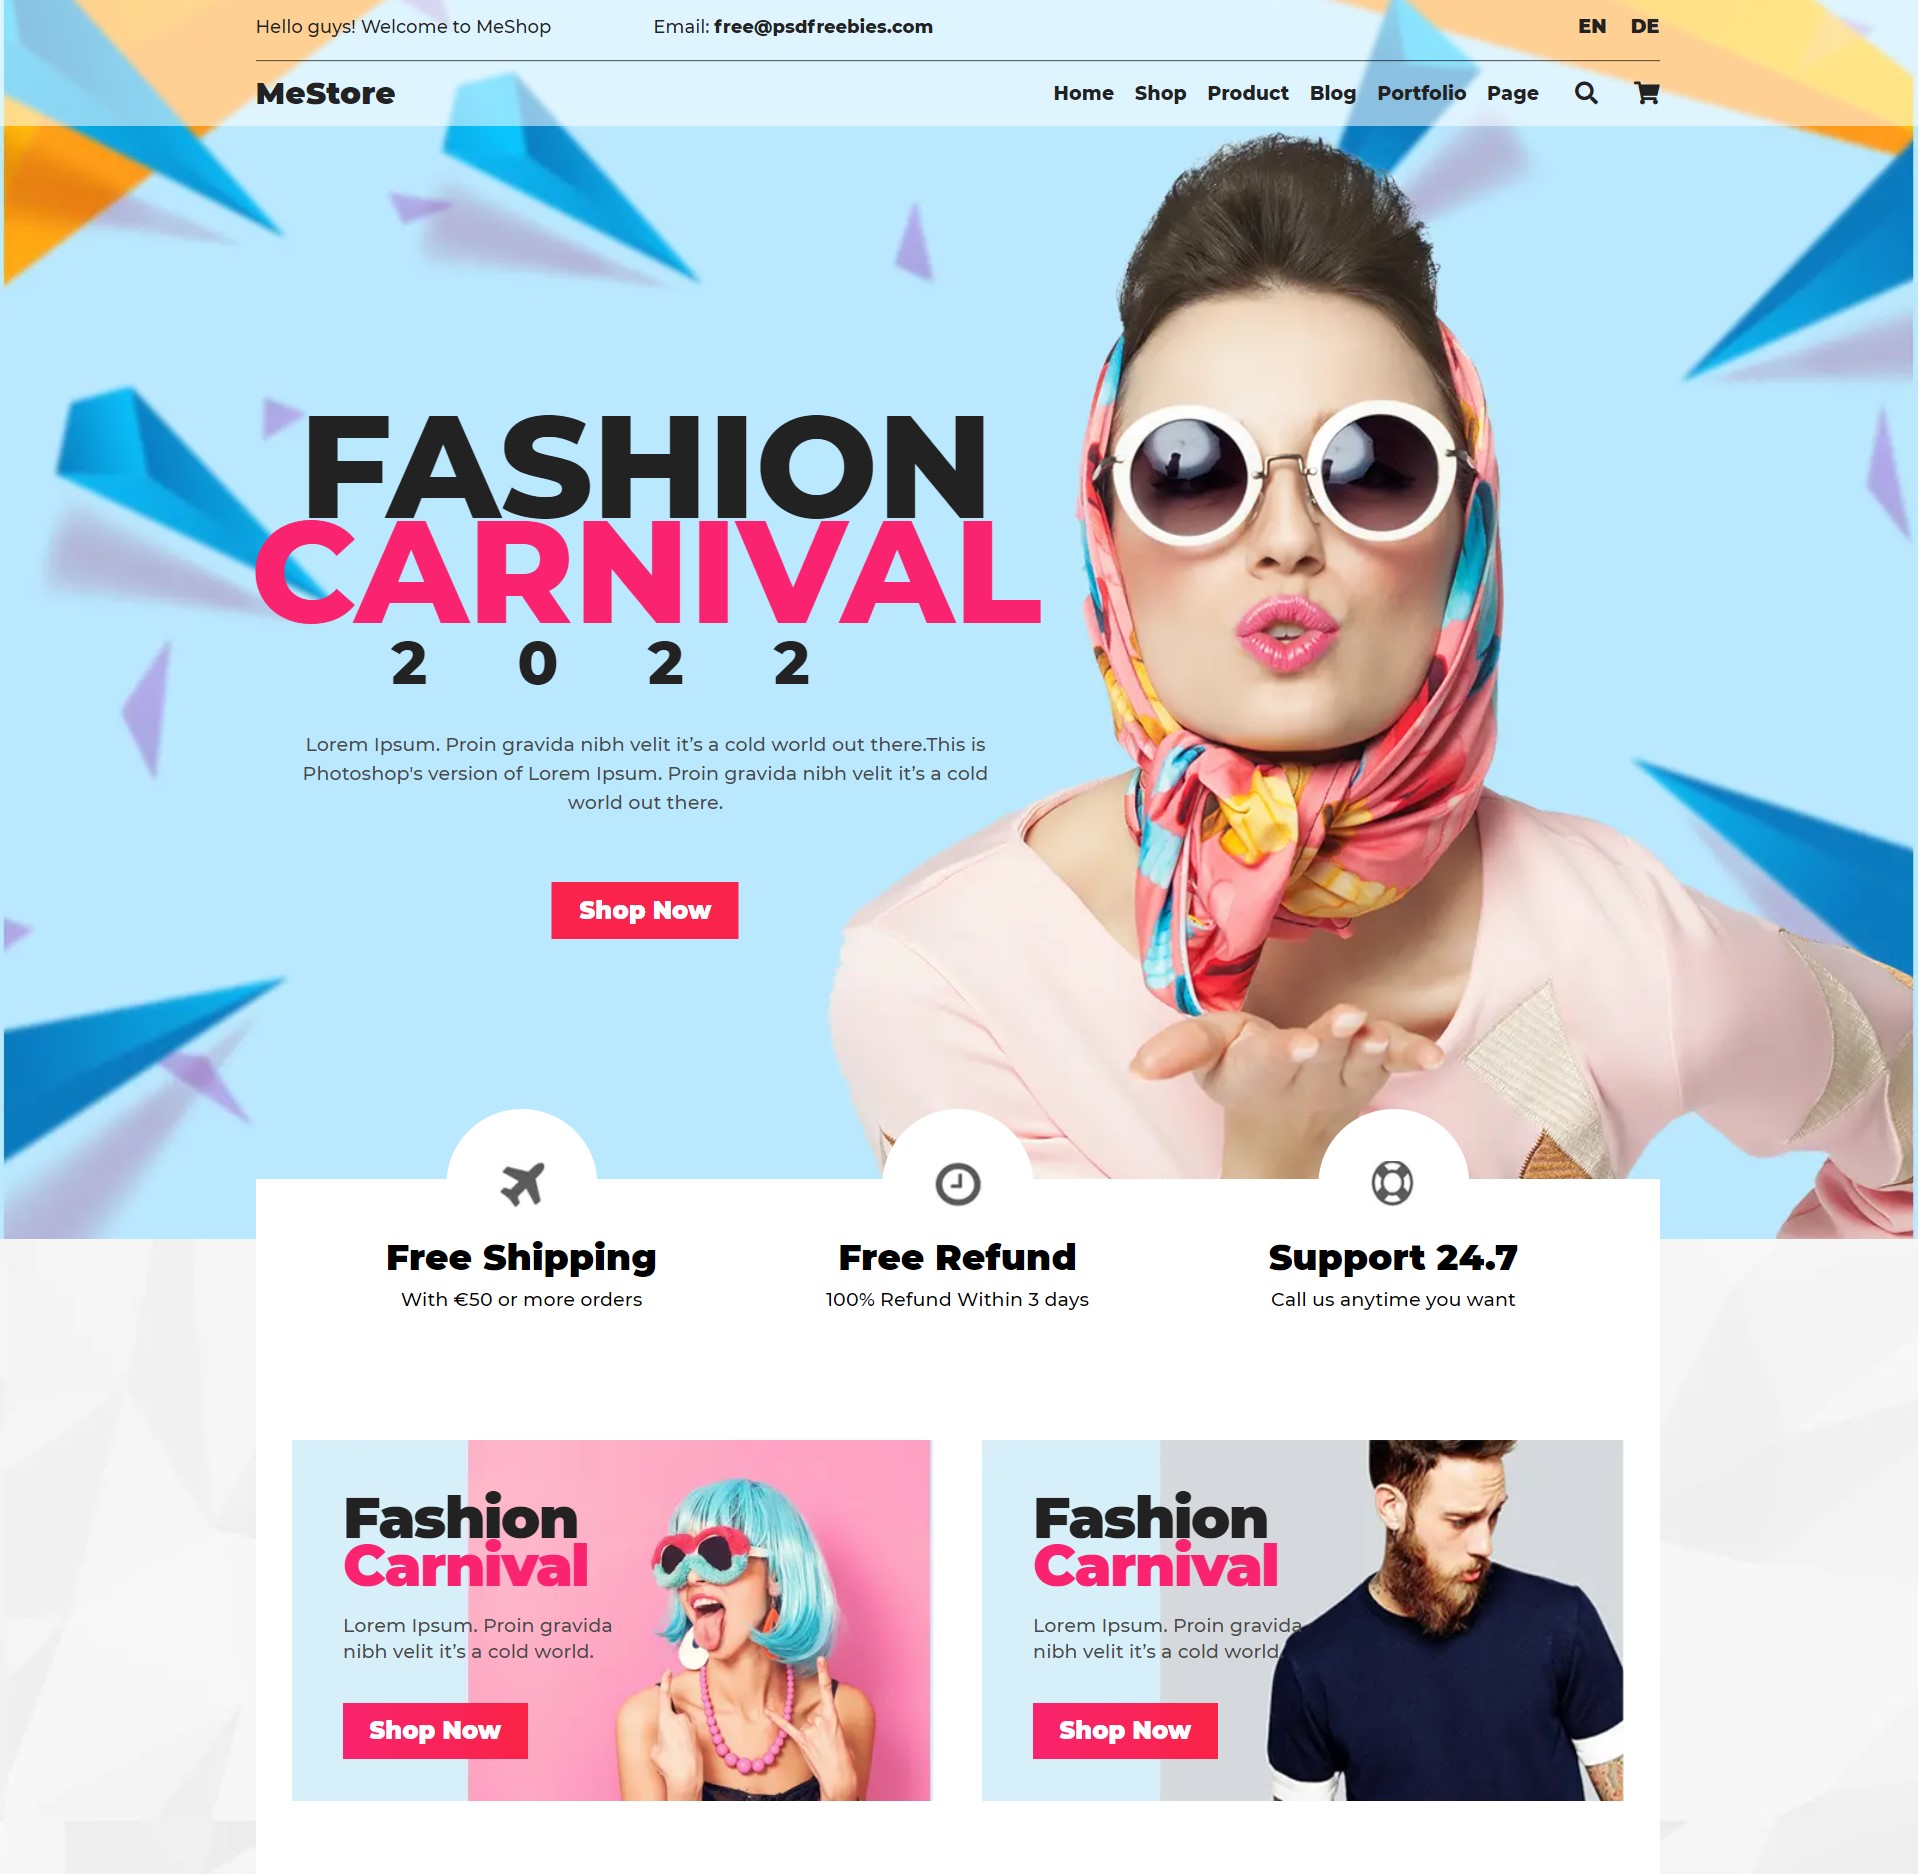 Hello guys! Welcome to MeShop
Email: free@psdfreebies.com
EN DE
MeStore
Home Shop Product Blog Portfolio Page
FASHION
CARNIVAL
2 0 2 2
Lorem Ipsum. Proin gravida nibh velit it’s a cold world out there.This is
Photoshop's version of Lorem Ipsum. Proin gravida nibh velit it’s a cold
world out there.
Shop Now
Free Shipping
With €50 or more orders
Free Refund
100% Refund Within 3 days
Support 24.7
Call us anytime you want
Fashion
Carnival
Lorem Ipsum. Proin gravida
nibh velit it’s a cold world.
Shop Now
Fashion
Carnival
Lorem Ipsum. Proin gravida
nibh velit it’s a cold world.
Shop Now